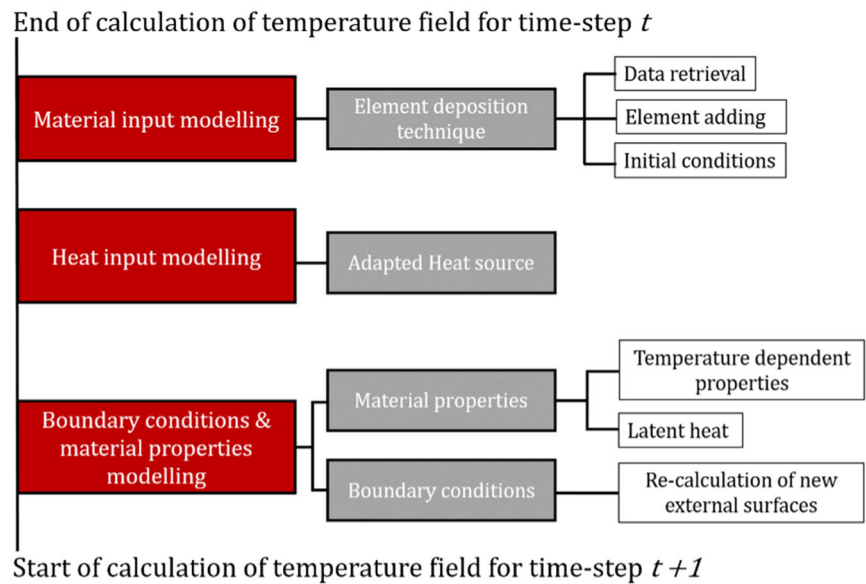 End of calculation of temperature field for time-step t
Material input modelling
Element deposition
technique
Data retrieval
Element adding
Initial conditions
Heat input modelling
Adapted Heat source
Boundary conditions &
material properties
modelling
Material properties
Temperature dependent
properties
Latent heat
Boundary conditions
Re-calculation of new
external surfaces
Start of calculation of temperature field for time-step t+1